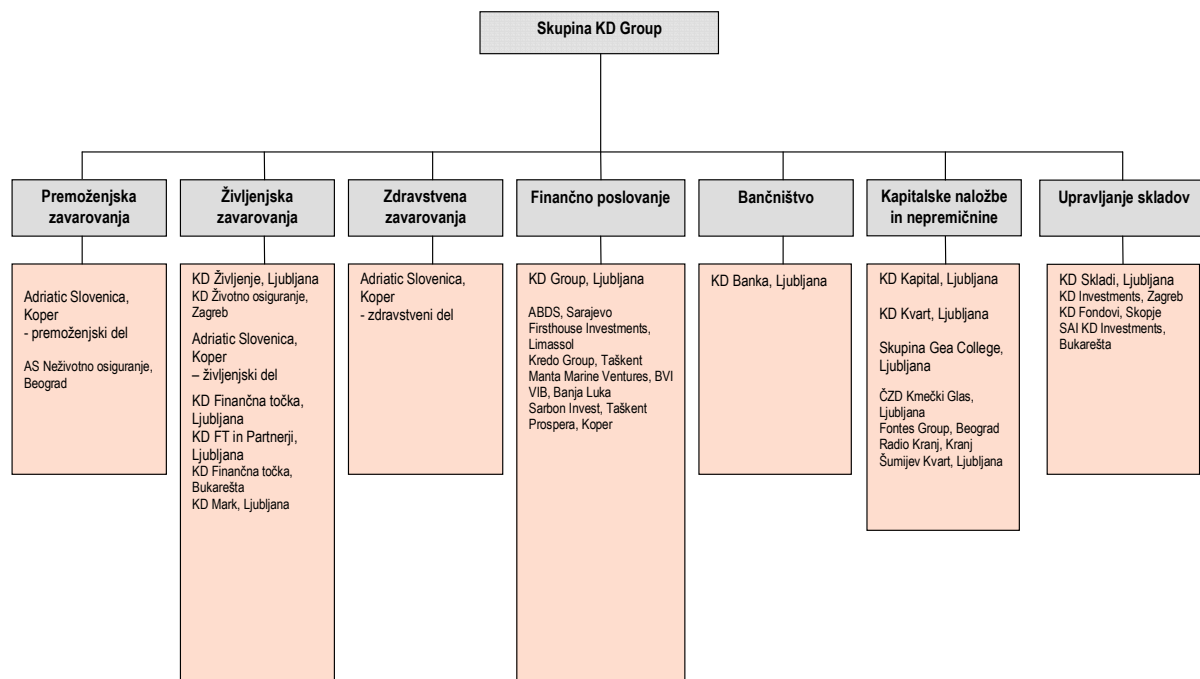 Skupina KD Group
Premoženjska
zavarovanja
Adriatic Slovenica,
Koper
- premoženjski del
AS Neživotno osiguranje,
Beograd
Življenjska
zavarovanja
KD Življenje, Ljubljana
KD Životno osiguranje,
Zagreb
Adriatic Slovenica,
Koper
– življenjski del
KD Finančna točka,
Ljubljana
KD FT in Partnerji,
Ljubljana
KD Finančna točka,
Bukarešta
KD Mark, Ljubljana
Zdravstvena
zavarovanja
Adriatic Slovenica,
Koper
- zdravstveni del
Finančno poslovanje
KD Group, Ljubljana
ABDS, Sarajevo
Firsthouse Investments,
Limassol
Kredo Group, Taškent
Manta Marine Ventures, BVI
VIB, Banja Luka
Sarbon Invest, Taškent
Prospera, Koper
Bančništvo
KD Banka, Ljubljana
Kapitalske naložbe
in nepremičnine
KD Kapital, Ljubljana
KD Kvart, Ljubljana
Skupina Gea College,
Ljubljana
ČZD Kmečki Glas,
Ljubljana
Fontes Group, Beograd
Radio Kranj, Kranj
Šumijev Kvart, Ljubljana
Upravljanje skladov
KD Skladi, Ljubljana
KD Investments, Zagreb
KD Fondovi, Skopje
SAI KD Investments,
Bukarešta